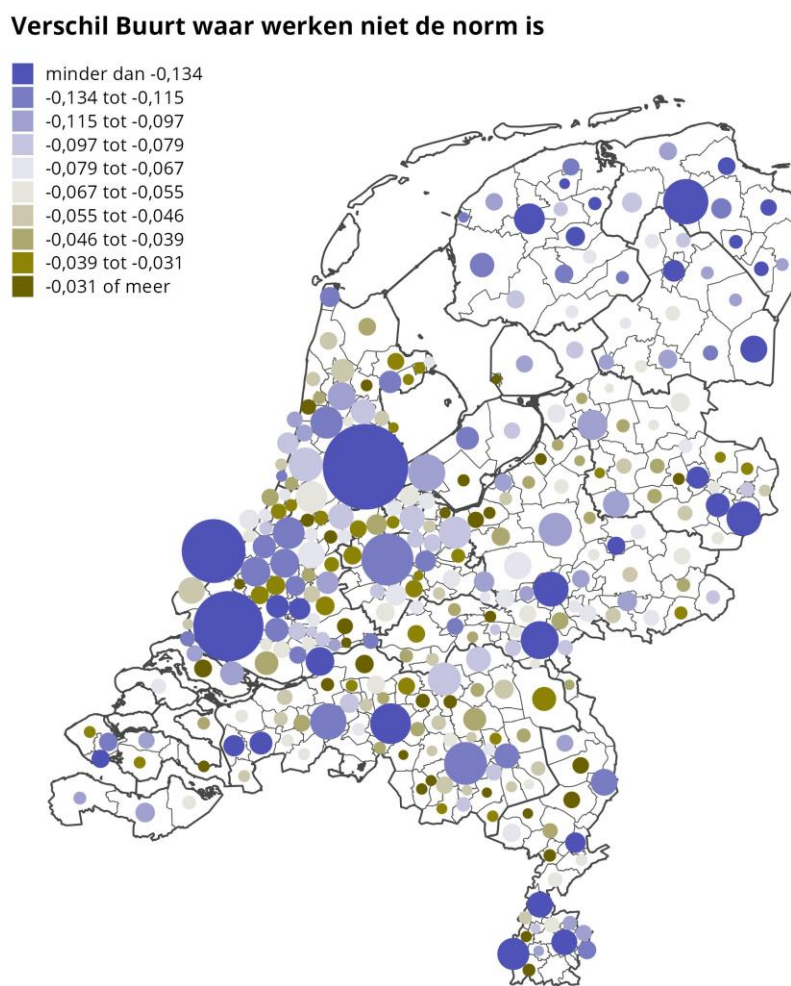 Verschil Buurt waar werken niet de norm is
minder dan -0,134
-0,134 tot -0,115
-0,115 tot -0,097
-0,097 tot -0,079
-0,079 tot -0,067
-0,067 tot -0,055
-0,055 tot -0,046
-0,046 tot -0,039
-0,039 tot -0,031
-0,031 of meer